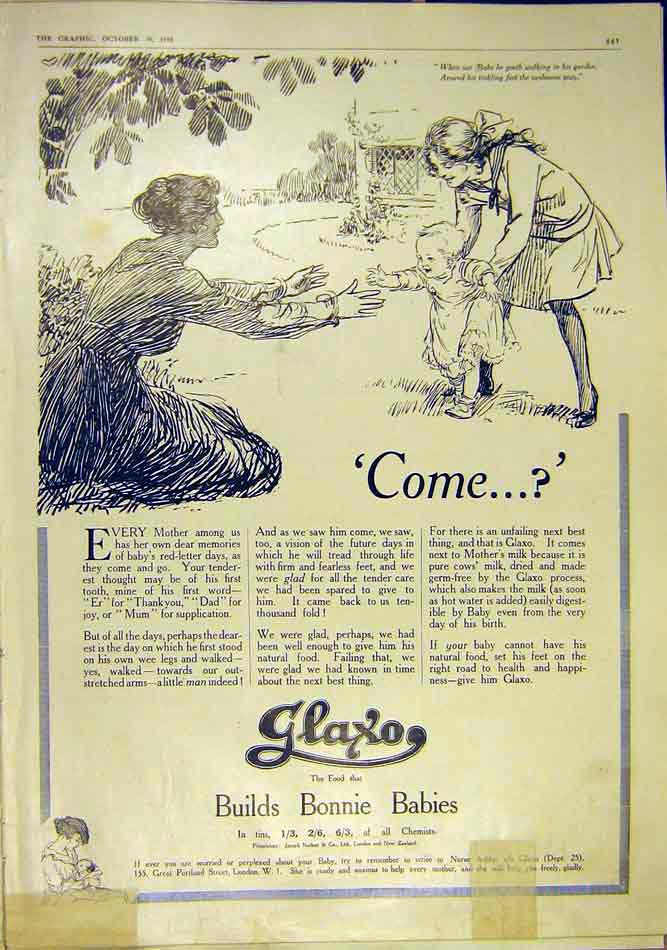 THE GRAPHIC, OCTOBER
"When our Babe he goeth walking in his garden,
Around his tinkling feet the sunbeams play."
'Come...?'
EVERY Mother among us
has her own dear memories
of baby's red-letter days, as
they come and go. Your tender-
est thought may be of his first
tooth, mine of his first word—
"Er" for "Thank you," "Dad" for
joy, or "Mum" for supplication.
But of all the days, perhaps the dear-
est is the day on which he first stood
on his own wee legs and walked—
yes, walked—towards our out-
stretched arms—a little man indeed!
And as we saw him come, we saw,
too, a vision of the future days in
which he will tread through life
with firm and fearless feet, and we
were glad for all the tender care
we had been spared to give to
him. It came back to us ten-
thousand fold!
We were glad, perhaps, we had
been well enough to give him his
natural food. Failing that, we
were glad we had known in time
about the next best thing.
For there is an unfailing next best
thing, and that is Glaxo. It comes
next to Mother's milk because it is
pure cows' milk, dried and made
germ-free by the Glaxo process,
which also makes the milk (as soon
as hot water is added) easily digest-
ible by Baby even from the very
day of his birth.
If your baby cannot have his
natural food, set his feet on the
right road to health and happi-
ness—give him Glaxo.
Glaxo
The Food that
Builds Bonnie Babies
In tins, 1/3, 2/6, 6/3, of all Chemists.
Proprietors: Joseph Nathan & Co., Ltd., London and New Zealand.
If ever you are worried or perplexed about your Baby, try to remember to write to Nurse c/o Glaxo (Dept. 25),
155, Great Portland Street, London, W. 1. She is ready and anxious to help every mother, and she will help you freely, gladly.